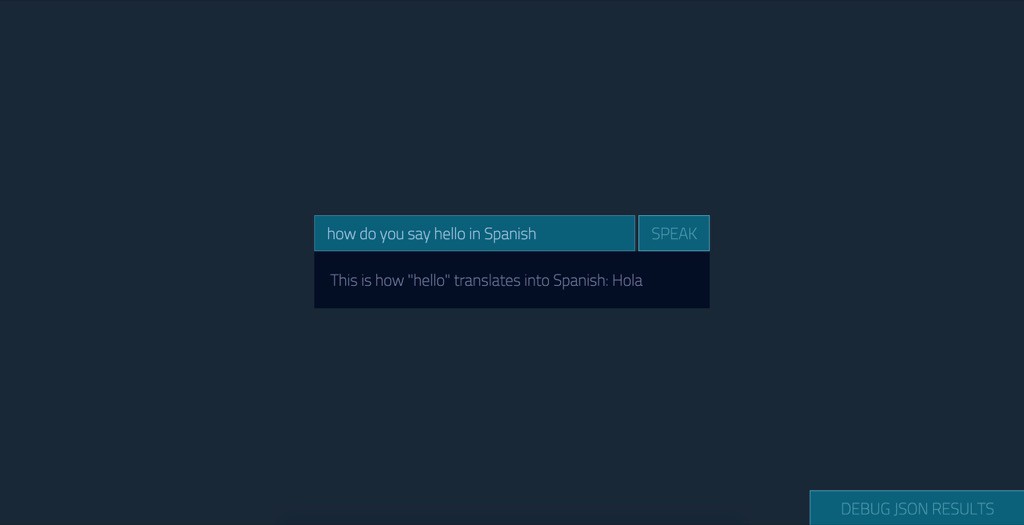 how do you say hello in Spanish SPEAK
This is how "hello" translates into Spanish: Hola
DEBUG JSON RESULTS